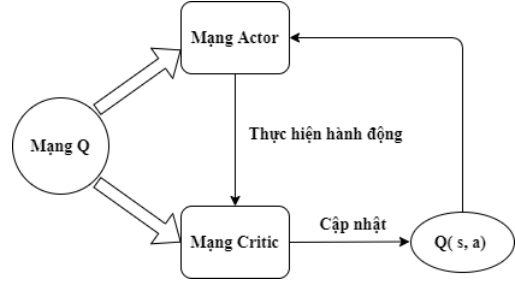 Mạng Actor
Thực hiện hành động
Mạng Q
Cập nhật
Mạng Critic
Q( s, a)